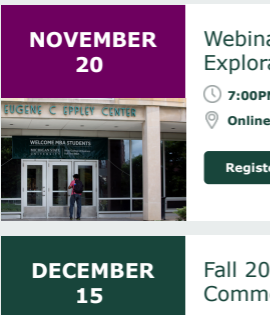 NOVEMBER
20
EUGENE C EPPLEY CENTER
WELCOME MBA STUDENTS
Webina
Explora
7:00PM
Online
Registe
DECEMBER
15
Fall 20
Comme